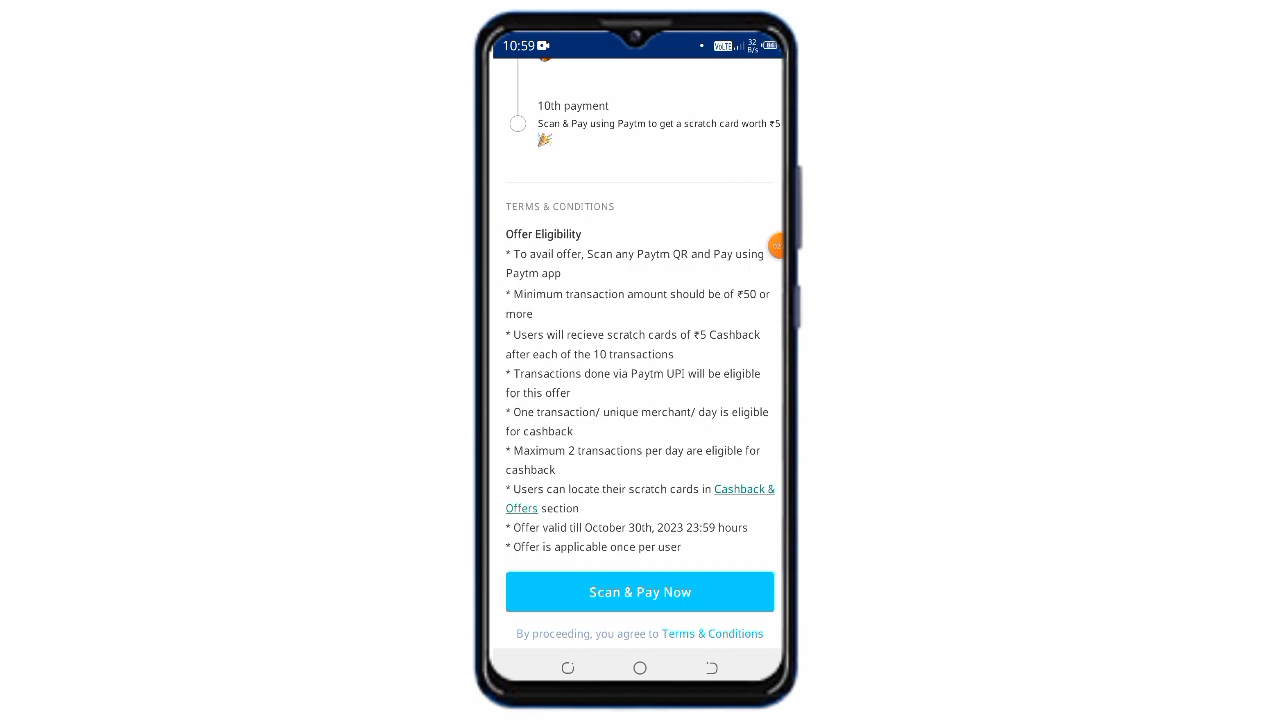 10:59
VoLTE 32 B/s
10th payment
Scan & Pay using Paytm to get a scratch card worth ₹5
TERMS & CONDITIONS
Offer Eligibility
* To avail offer, Scan any Paytm QR and Pay using
Paytm app
* Minimum transaction amount should be of ₹50 or
more
* Users will recieve scratch cards of ₹5 Cashback
after each of the 10 transactions
* Transactions done via Paytm UPI will be eligible
for this offer
* One transaction/ unique merchant/ day is eligible
for cashback
* Maximum 2 transactions per day are eligible for
cashback
* Users can locate their scratch cards in Cashback &
Offers section
* Offer valid till October 30th, 2023 23:59 hours
* Offer is applicable once per user
Scan & Pay Now
By proceeding, you agree to Terms & Conditions